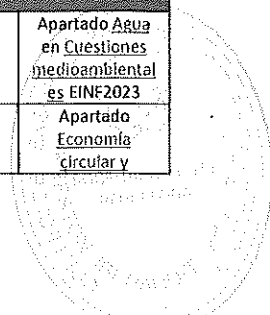 Apartado Agua
en Cuestiones
medioambiental
es EINF2023
Apartado
Economía
circular y